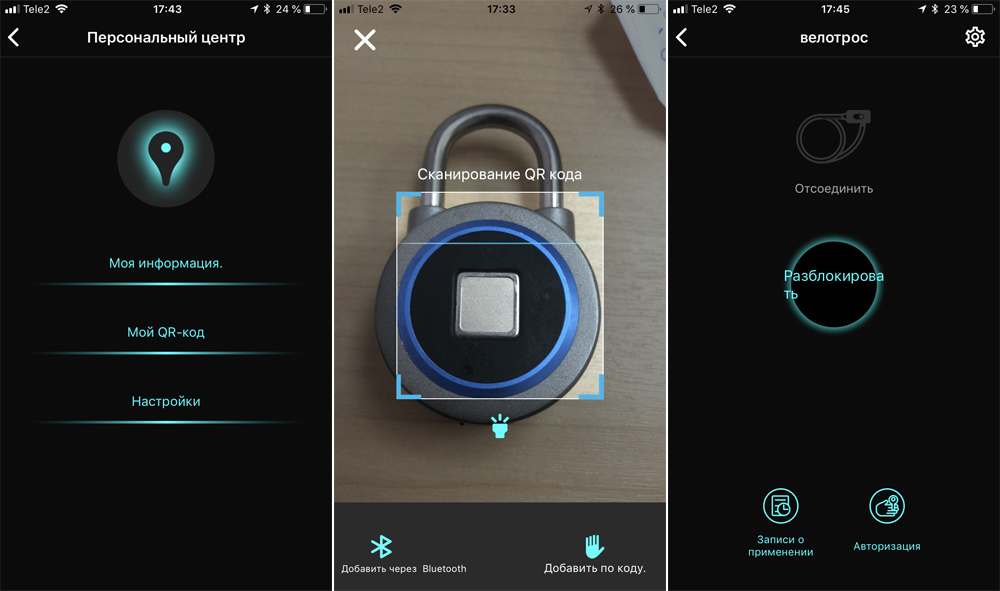 Tele2 17:43 24 %
Персональный центр
Моя информация.
Мой QR-код
Настройки
Tele2 17:33 26 %
Сканирование QR кода
Добавить через Bluetooth
Добавить по коду.
Tele2 17:45 23 %
велотрос
Отсоединить
Разблокирова
ть
Записи о
применении
Авторизация